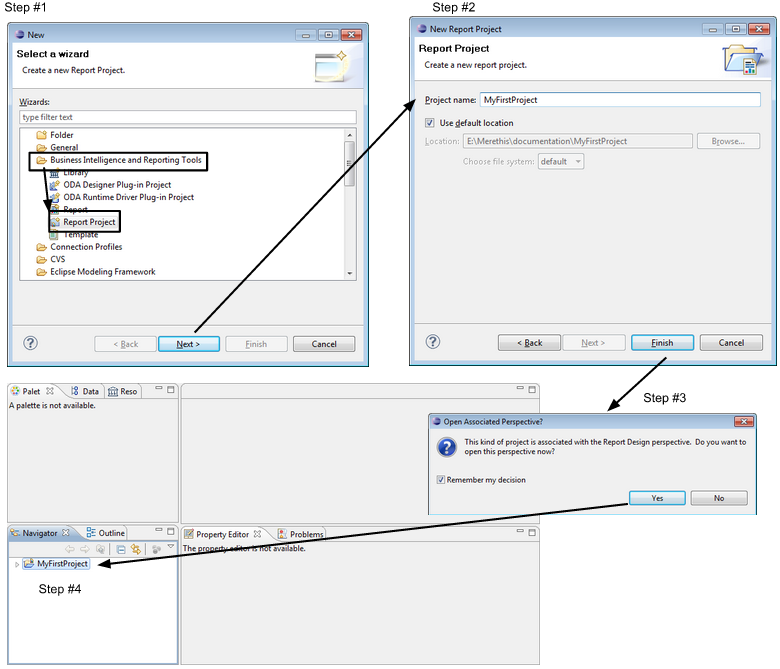 Step #1
New
Select a wizard
Create a new Report Project.
Wizards:
type filter text
Folder
General
Business Intelligence and Reporting Tools
Library
ODA Designer Plug-in Project
ODA Runtime Driver Plug-in Project
Report
Report Project
Template
Connection Profiles
CVS
Eclipse Modeling Framework
< Back
Next >
Finish
Cancel
Step #2
New Report Project
Report Project
Create a new report project.
Project name: MyFirstProject
Use default location
Location: E:\Merethis\documentation\MyFirstProject Browse...
Choose file system: default
< Back
Next >
Finish
Cancel
Step #3
Open Associated Perspective?
This kind of project is associated with the Report Design perspective. Do you want to
open this perspective now?
Remember my decision
Yes
No
Palet Data Reso
A palette is not available.
Navigator Outline
MyFirstProject
Step #4
Property Editor Problems
The property editor is not available.